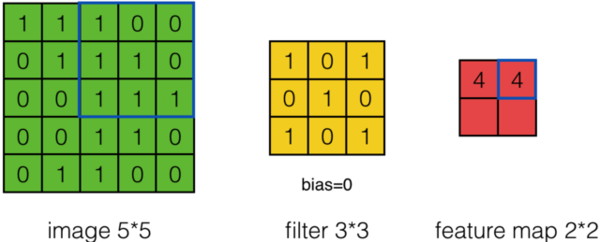 1 1 1 0 0
0 1 1 1 0
0 0 1 1 1
0 0 1 1 0
0 1 1 0 0
image 5*5
1 0 1
0 1 0
1 0 1
bias=0
filter 3*3
4 4
feature map 2*2